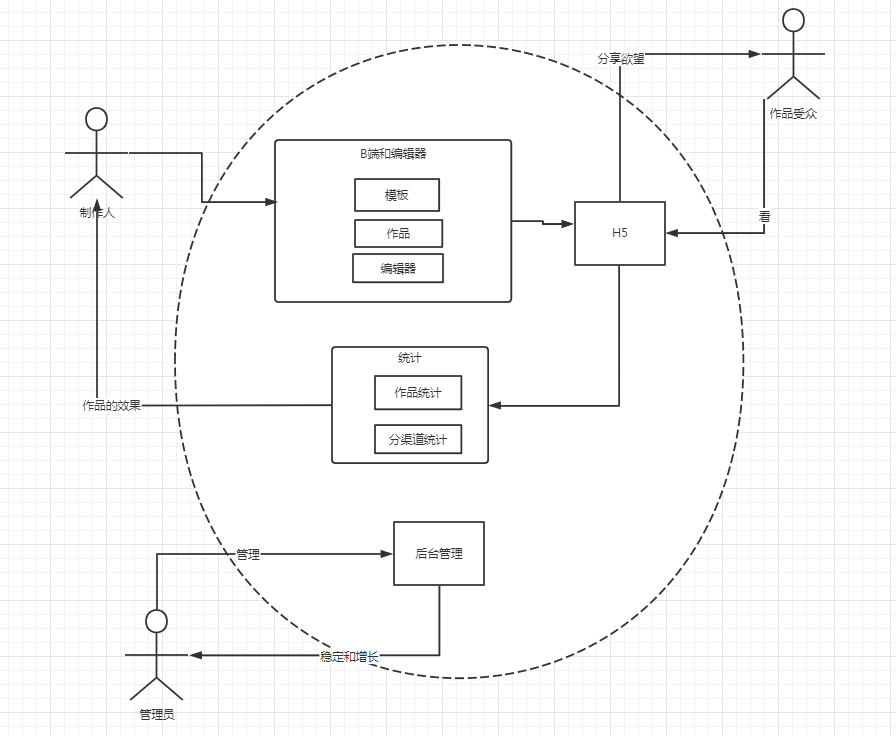 分享欲望
作品受众
B端和编辑器
模板
制作人
作品
看
H5
编辑器
统计
作品统计
作品的效果
分渠道统计
管理
后台管理
稳定和增长
管理员